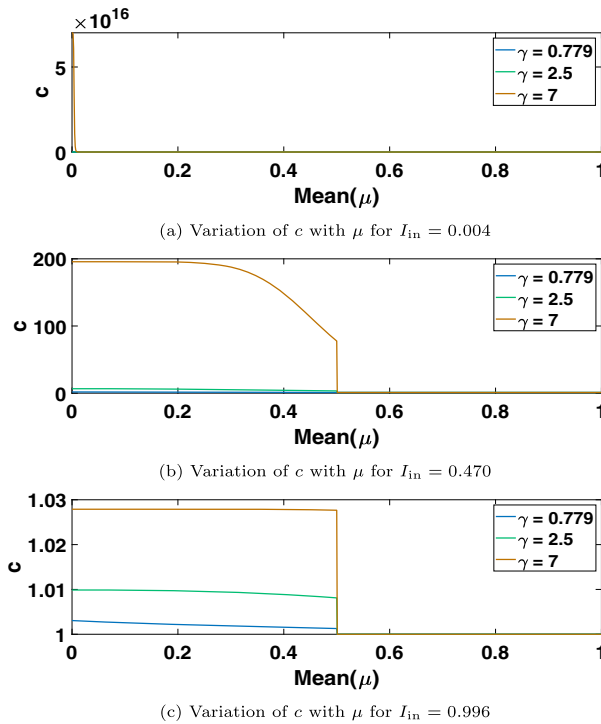 ×10^16
5
0
c
γ = 0.779
γ = 2.5
γ = 7
0 0.2 0.4 0.6 0.8 1
Mean(μ)
(a) Variation of c with μ for I_in = 0.004
200
100
0
c
γ = 0.779
γ = 2.5
γ = 7
0 0.2 0.4 0.6 0.8 1
Mean(μ)
(b) Variation of c with μ for I_in = 0.470
1.03
1.02
1.01
1
c
γ = 0.779
γ = 2.5
γ = 7
0 0.2 0.4 0.6 0.8 1
Mean(μ)
(c) Variation of c with μ for I_in = 0.996